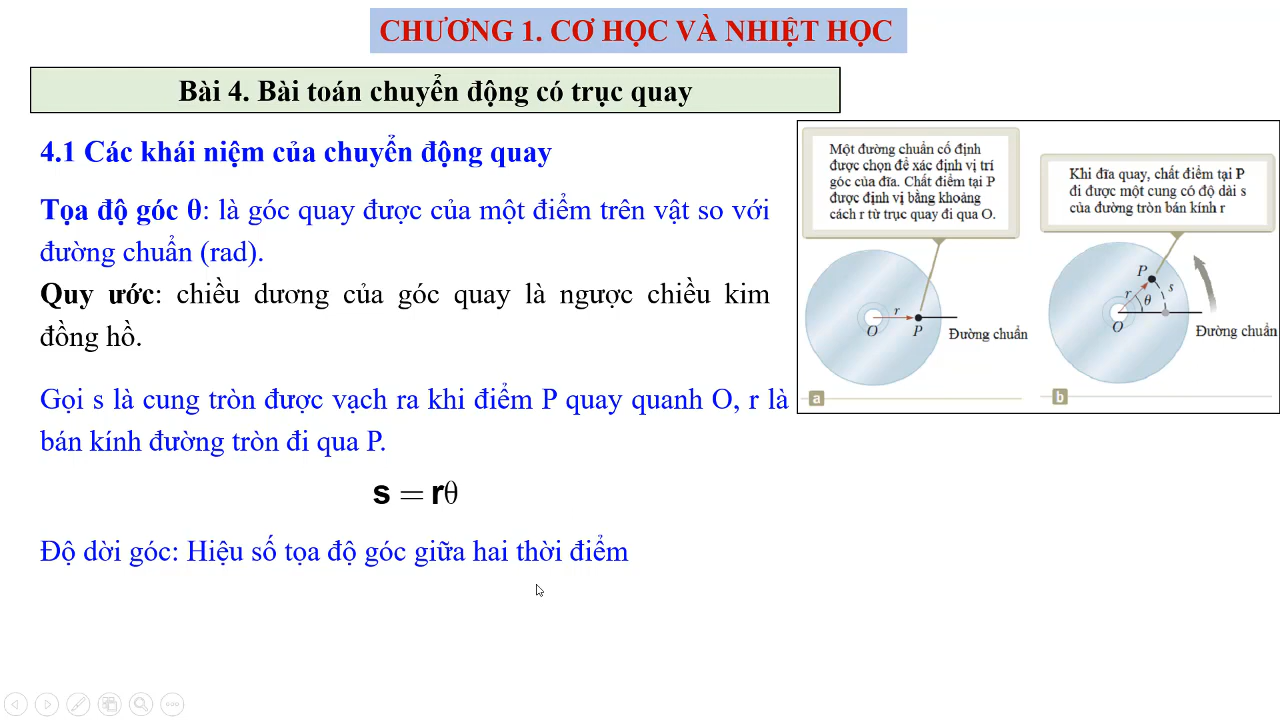 CHƯƠNG 1. CƠ HỌC VÀ NHIỆT HỌC
Bài 4. Bài toán chuyển động có trục quay
4.1 Các khái niệm của chuyển động quay
Tọa độ góc θ: là góc quay được của một điểm trên vật so với
đường chuẩn (rad).
Quy ước: chiều dương của góc quay là ngược chiều kim
đồng hồ.
Gọi s là cung tròn được vạch ra khi điểm P quay quanh O, r là
bán kính đường tròn đi qua P.
s = rθ
Độ dời góc: Hiệu số tọa độ góc giữa hai thời điểm
Một đường chuẩn cố định
được chọn để xác định vị trí
góc của đĩa. Chất điểm tại P
được định vị bằng khoảng
cách r từ trục quay đi qua O.
r
O
P
Đường chuẩn
a
Khi đĩa quay, chất điểm tại P
đi được một cung có độ dài s
của đường tròn bán kính r
P
r
θ
s
O
Đường chuẩn
b